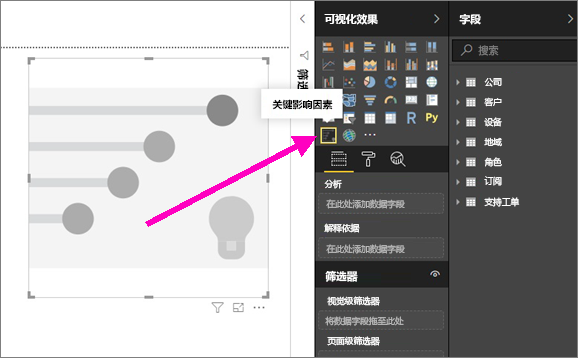 可视化效果
字段
搜索
关键影响因素
R
Py
公司
客户
设备
地域
角色
订阅
支持工单
分析
在此处添加数据字段
解释依据
在此处添加数据字段
筛选器
视觉级筛选器
将数据字段拖至此处
页面级筛选器